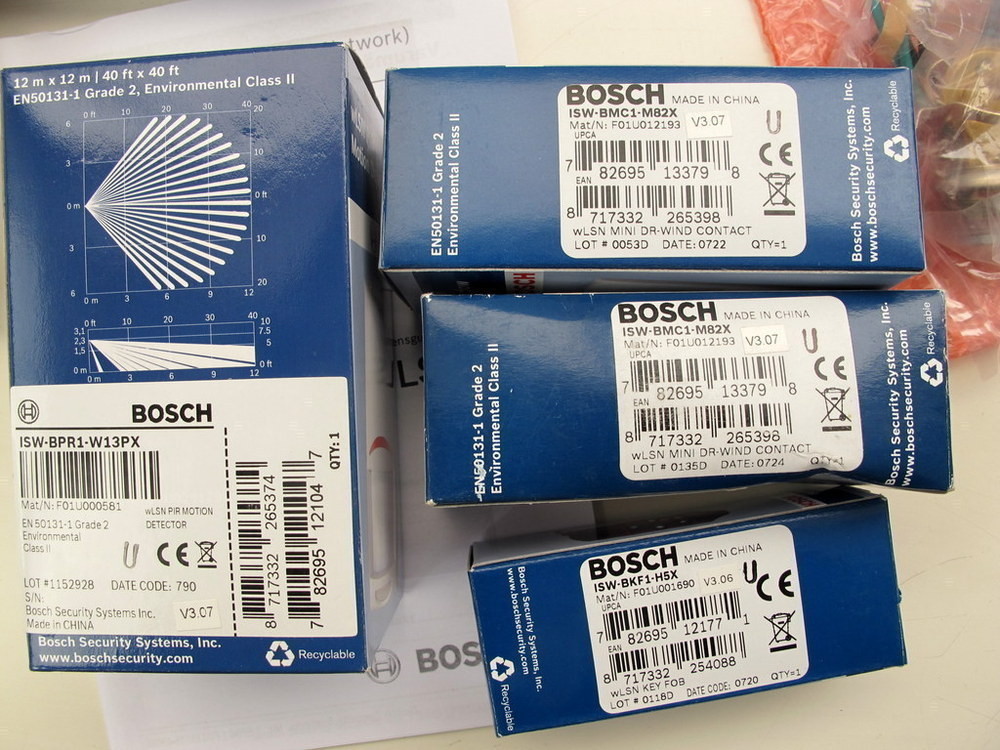 etwork)
12 m x 12 m | 40 ft x 40 ft
EN50131-1 Grade 2, Environmental Class II
0 ft 10 20 30 40 20
6
3 10
0 m 0 ft
3 10
6 20
0 m 3 6 9 12
0 ft 10 20 30 40 10
3,1 7.5
2,3 5
1,5
0 ft
0 m 3 6 9 12
BOSCH
ISW-BPR1-W13PX
Mat/N: F01U000581
wLSN PIR MOTION
DETECTOR
EN 50131-1 Grade 2
Environmental
Class II
CE
LOT #1152928 DATE CODE: 790
S/N:
Bosch Security Systems Inc.
Made in CHINA
V3.07
8 717332 265374
7 82695 12104 7
QTY:1
Bosch Security Systems, Inc.
www.boschsecurity.com
Recyclable
EN50131-1 Grade 2
Environmental Class II
BOSCH MADE IN CHINA
ISW-BMC1-M82X
Mat/N: F01U012193 V3.07
UPCA
7 82695 13379 8
EAN
8 717332 265398
CE
wLSN MINI DR-WIND CONTACT
LOT # 0053D DATE: 0722 QTY=1
Bosch Security Systems, Inc.
www.boschsecurity.com
Recyclable
EN50131-1 Grade 2
Environmental Class II
BOSCH MADE IN CHINA
ISW-BMC1-M82X
Mat/N: F01U012193 V3.07
UPCA
7 82695 13379 8
EAN
8 717332 265398
CE
wLSN MINI DR-WIND CONTACT
LOT # 0135D DATE: 0724 QTY=1
Bosch Security Systems, Inc.
www.boschsecurity.com
Recyclable
Bosch Security Systems, Inc.
www.boschsecurity.com
Recyclable
BOSCH MADE IN CHINA
ISW-BKF1-H5X
Mat/N: F01U001690 V3.06
UPCA
7 82695 12177 1
EAN
8 717332 254088
CE
wLSN KEY FOB
LOT # 0118D DATE CODE: 0720 QTY=1
BOS